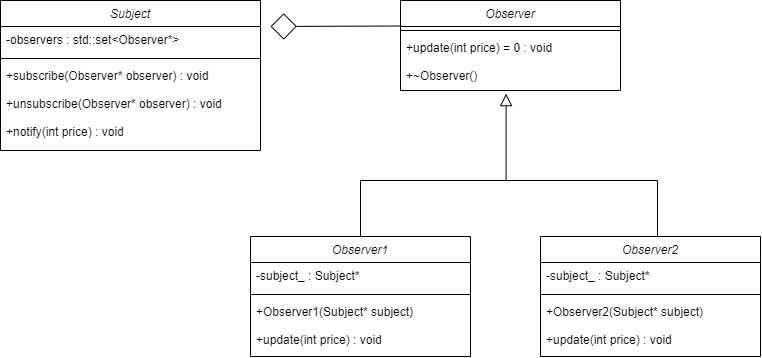 Subject
-observers : std::set<Observer*>
+subscribe(Observer* observer) : void
+unsubscribe(Observer* observer) : void
+notify(int price) : void
Observer
+update(int price) = 0 : void
+~Observer()
Observer1
-subject_ : Subject*
+Observer1(Subject* subject)
+update(int price) : void
Observer2
-subject_ : Subject*
+Observer2(Subject* subject)
+update(int price) : void